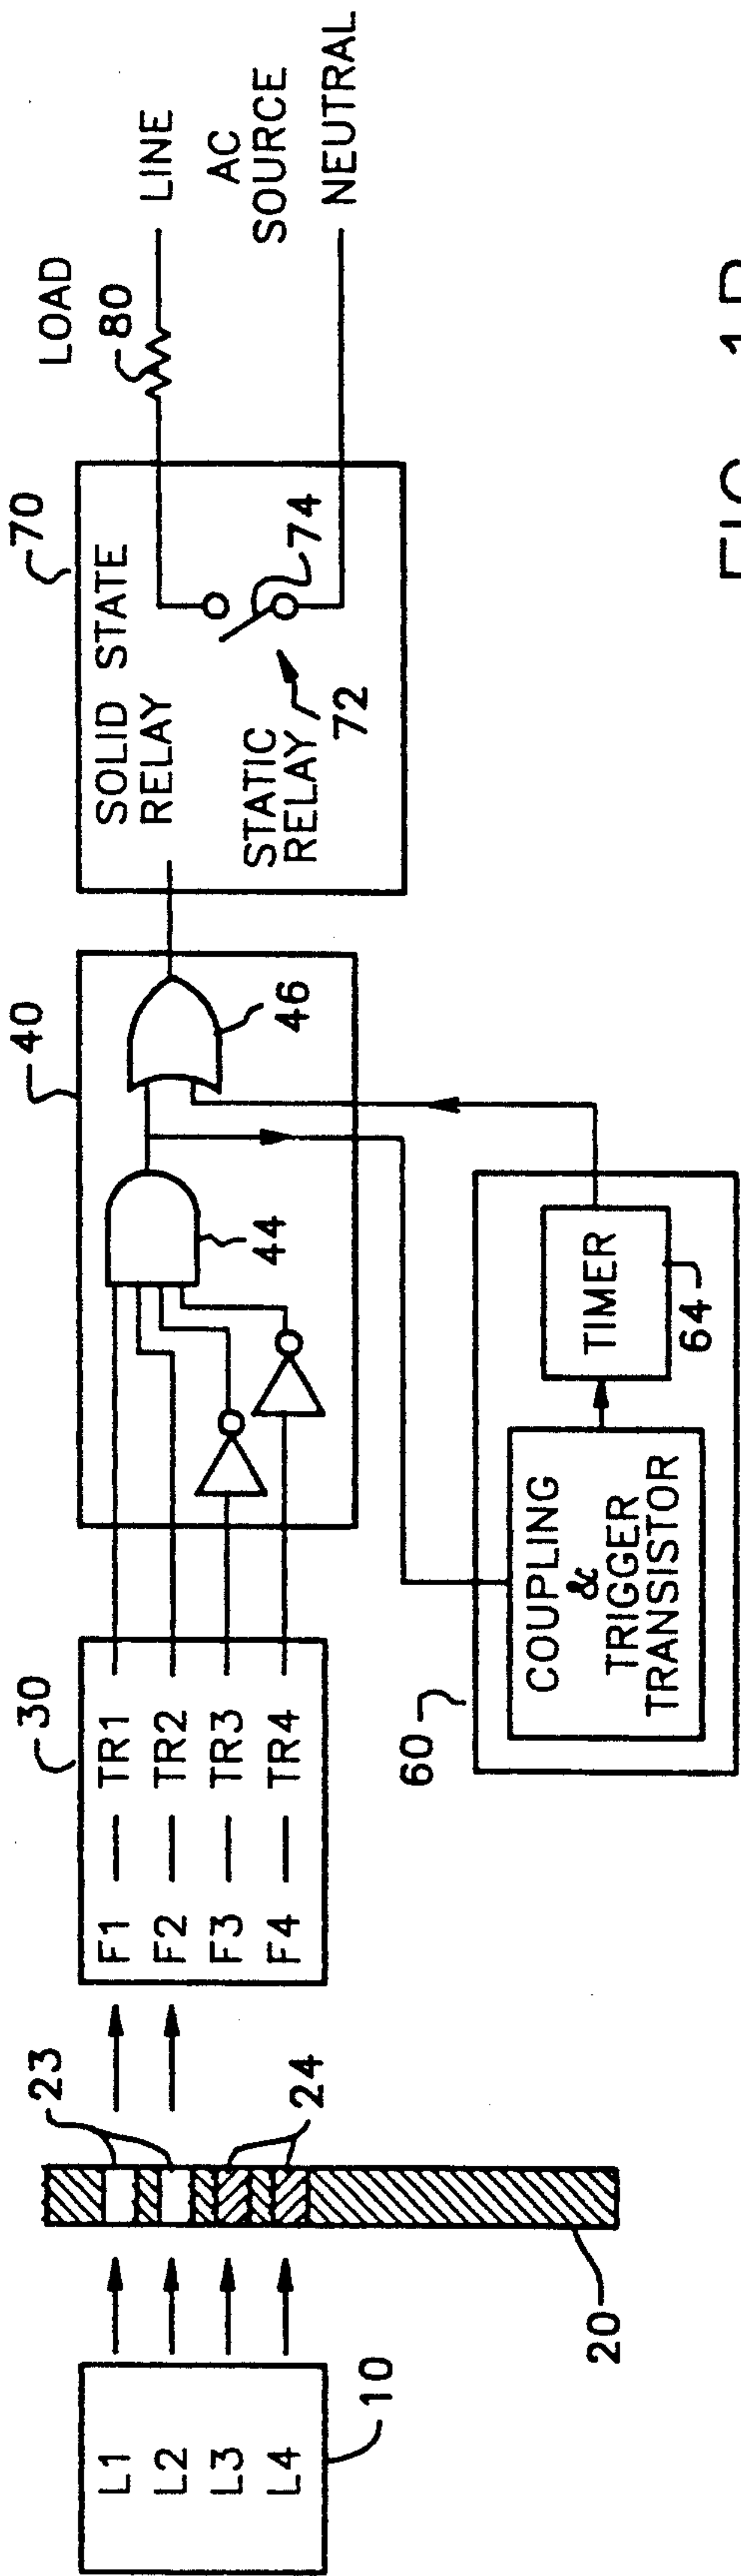 L1
L2
L3
L4
10
20
23
24
30
F1 — TR1
F2 — TR2
F3 — TR3
F4 — TR4
40
44
46
60
COUPLING
&
TRIGGER
TRANSISTOR
TIMER
64
70
SOLID STATE
RELAY
STATIC
RELAY
72
74
LOAD
80
LINE
AC
SOURCE
NEUTRAL